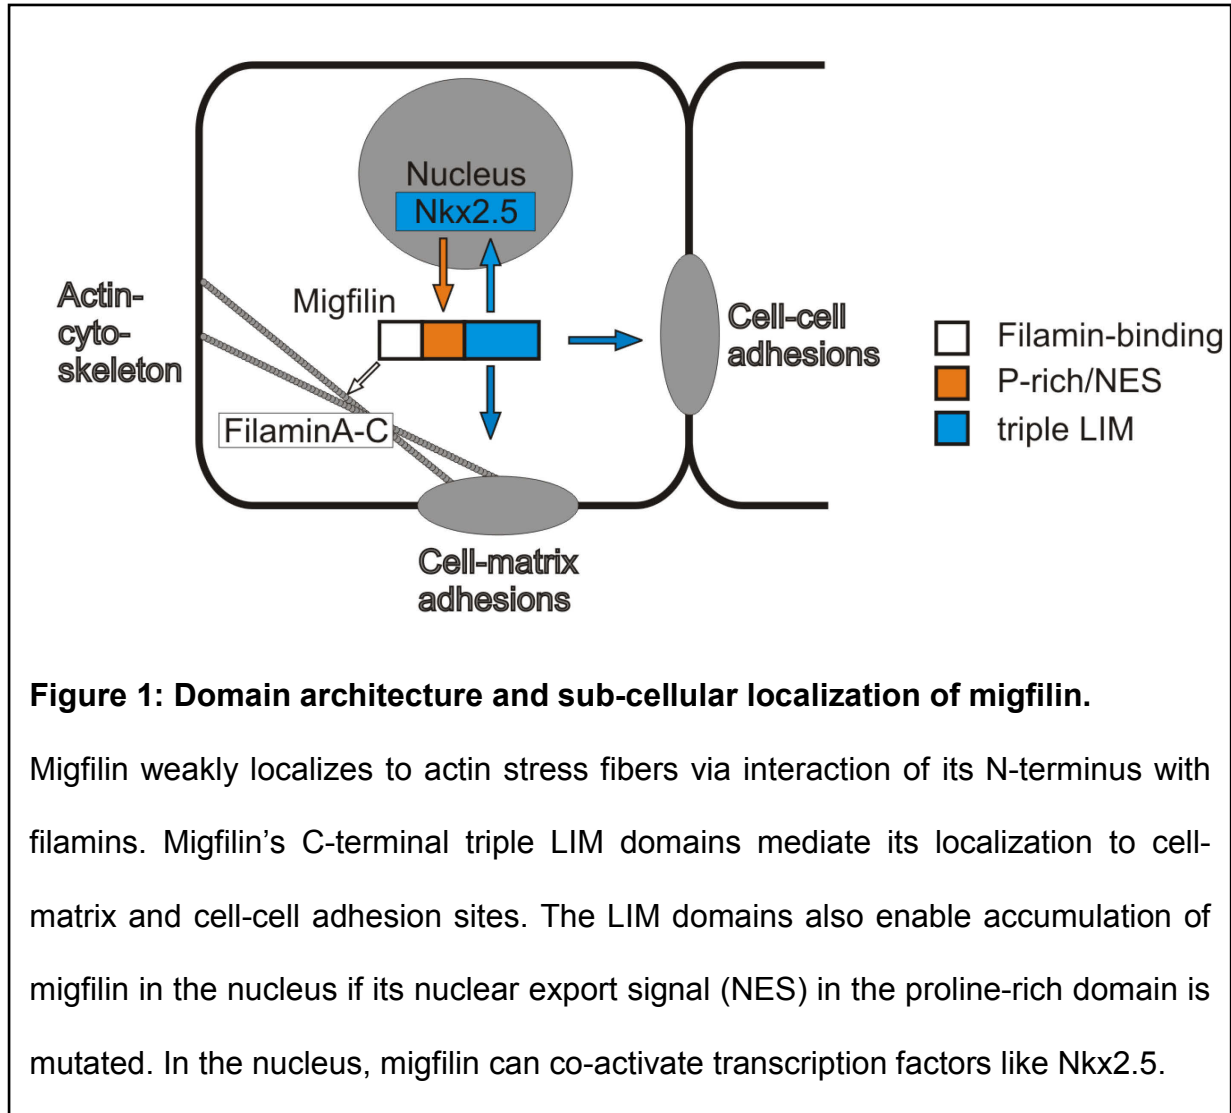 Nucleus
Nkx2.5
Actin-
cyto-
skeleton
Migfilin
FilaminA-C
Cell-cell
adhesions
Cell-matrix
adhesions
Filamin-binding
P-rich/NES
triple LIM
Figure 1: Domain architecture and sub-cellular localization of migfilin.
Migfilin weakly localizes to actin stress fibers via interaction of its N-terminus with
filamins. Migfilin’s C-terminal triple LIM domains mediate its localization to cell-
matrix and cell-cell adhesion sites. The LIM domains also enable accumulation of
migfilin in the nucleus if its nuclear export signal (NES) in the proline-rich domain is
mutated. In the nucleus, migfilin can co-activate transcription factors like Nkx2.5.